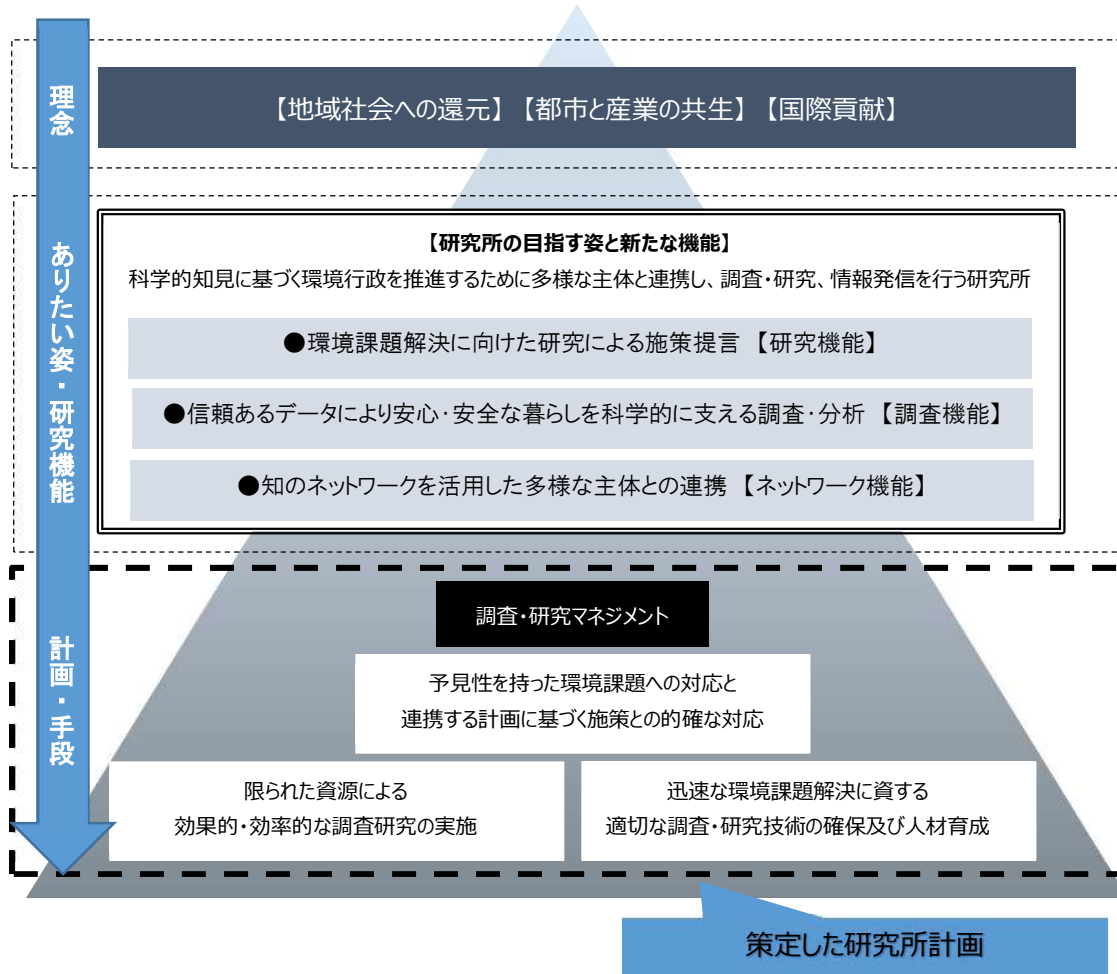 理念
【地域社会への還元】【都市と産業の共生】【国際貢献】
ありたい姿・研究機能
【研究所の目指す姿と新たな機能】
科学的知見に基づく環境行政を推進するために多様な主体と連携し、調査・研究、情報発信を行う研究所
●環境課題解決に向けた研究による施策提言 【研究機能】
●信頼あるデータにより安心・安全な暮らしを科学的に支える調査・分析 【調査機能】
●知のネットワークを活用した多様な主体との連携 【ネットワーク機能】
計画・手段
調査・研究マネジメント
予見性を持った環境課題への対応と
連携する計画に基づく施策との的確な対応
限られた資源による
効果的・効率的な調査研究の実施
迅速な環境課題解決に資する
適切な調査・研究技術の確保及び人材育成
策定した研究所計画